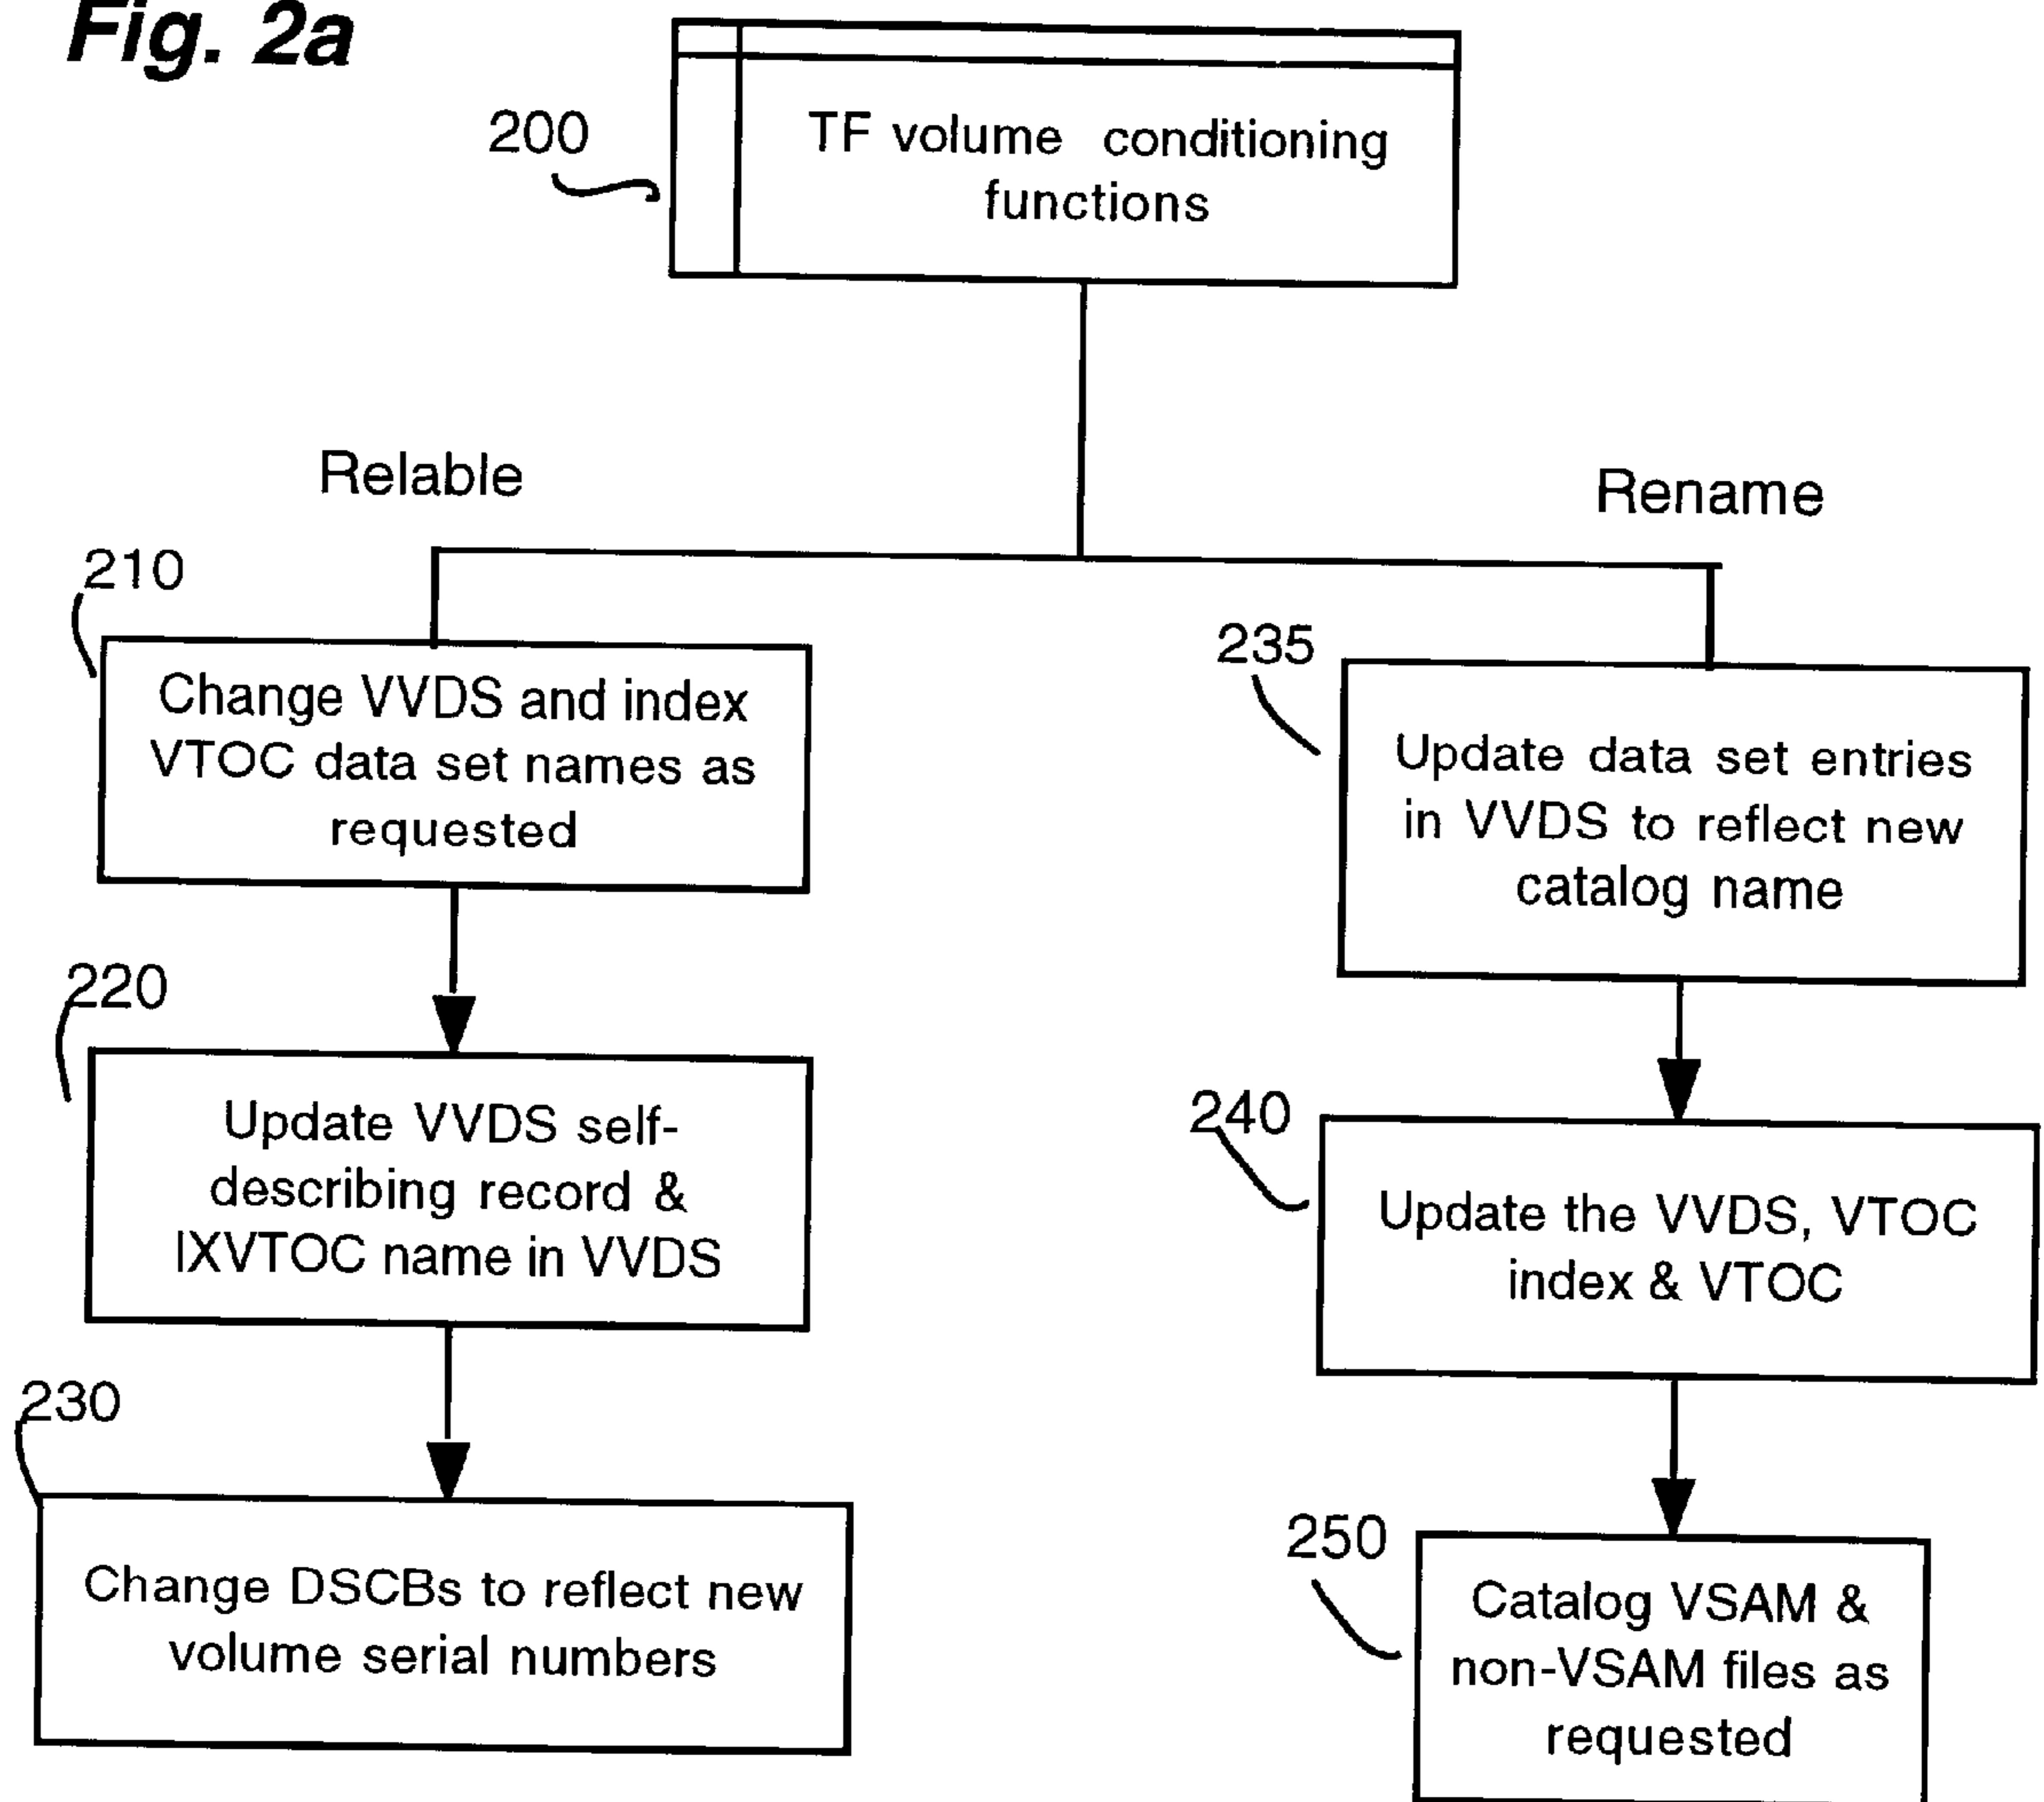 Fig. 2a
200
TF volume conditioning
functions
Relable
Rename
210
Change VVDS and index
VTOC data set names as
requested
235
Update data set entries
in VVDS to reflect new
catalog name
220
Update VVDS self-
describing record &
IXVTOC name in VVDS
240
Update the VVDS, VTOC
index & VTOC
230
Change DSCBs to reflect new
volume serial numbers
250
Catalog VSAM &
non-VSAM files as
requested